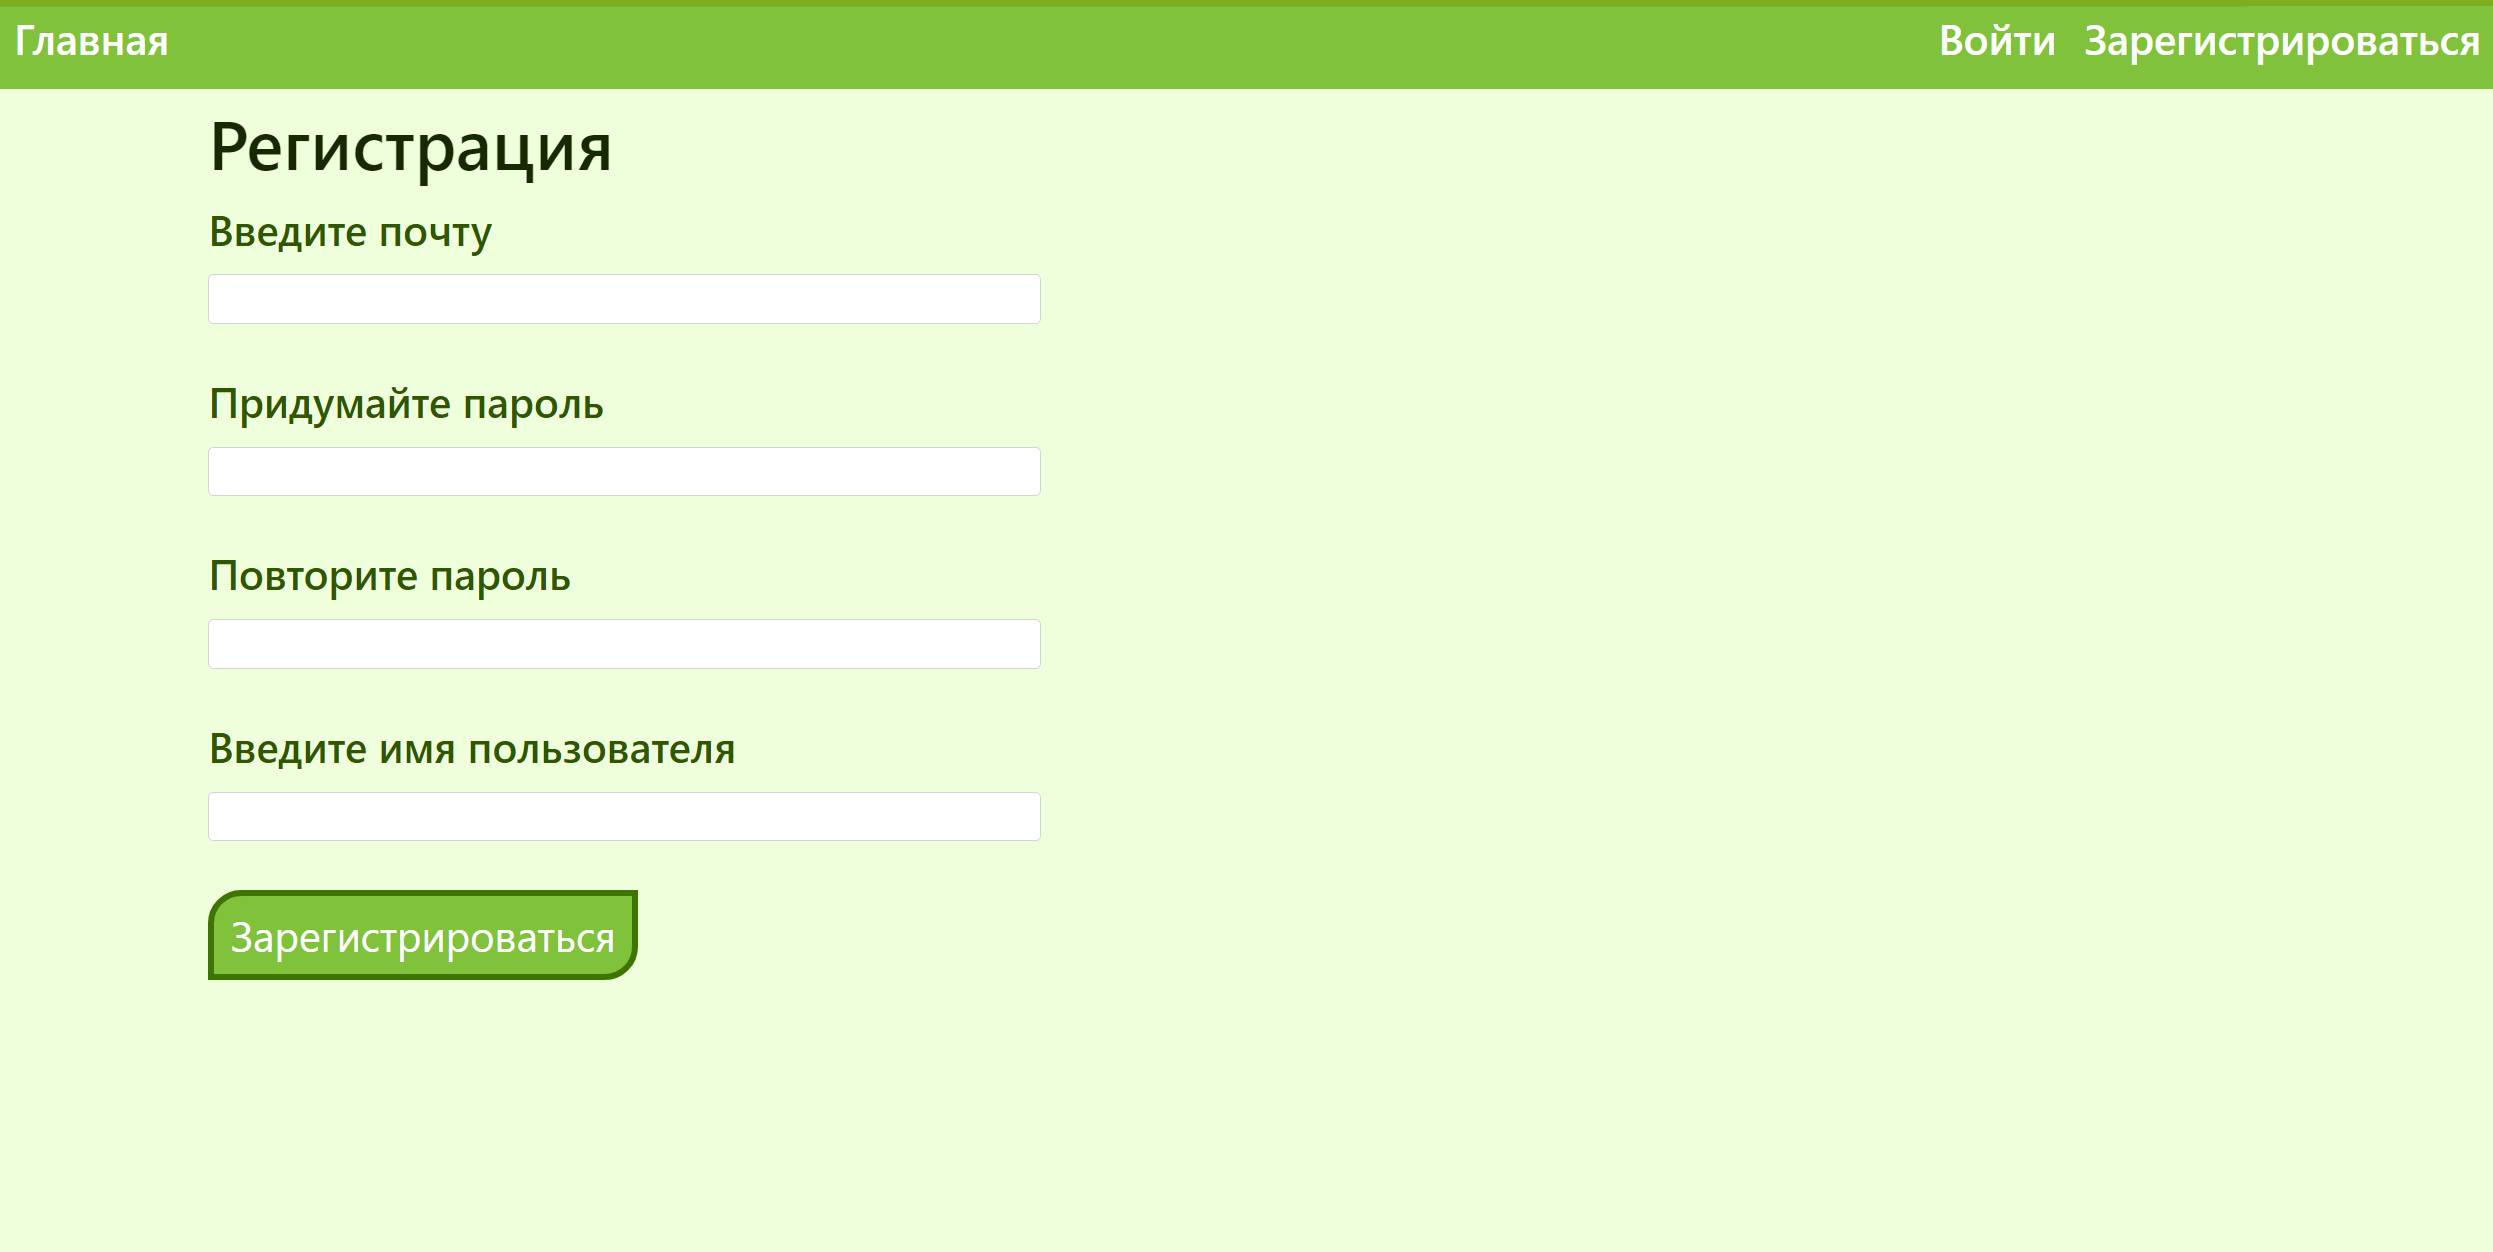 Главная Войти Зарегистрироваться
Регистрация
Введите почту
Придумайте пароль
Повторите пароль
Введите имя пользователя
Зарегистрироваться